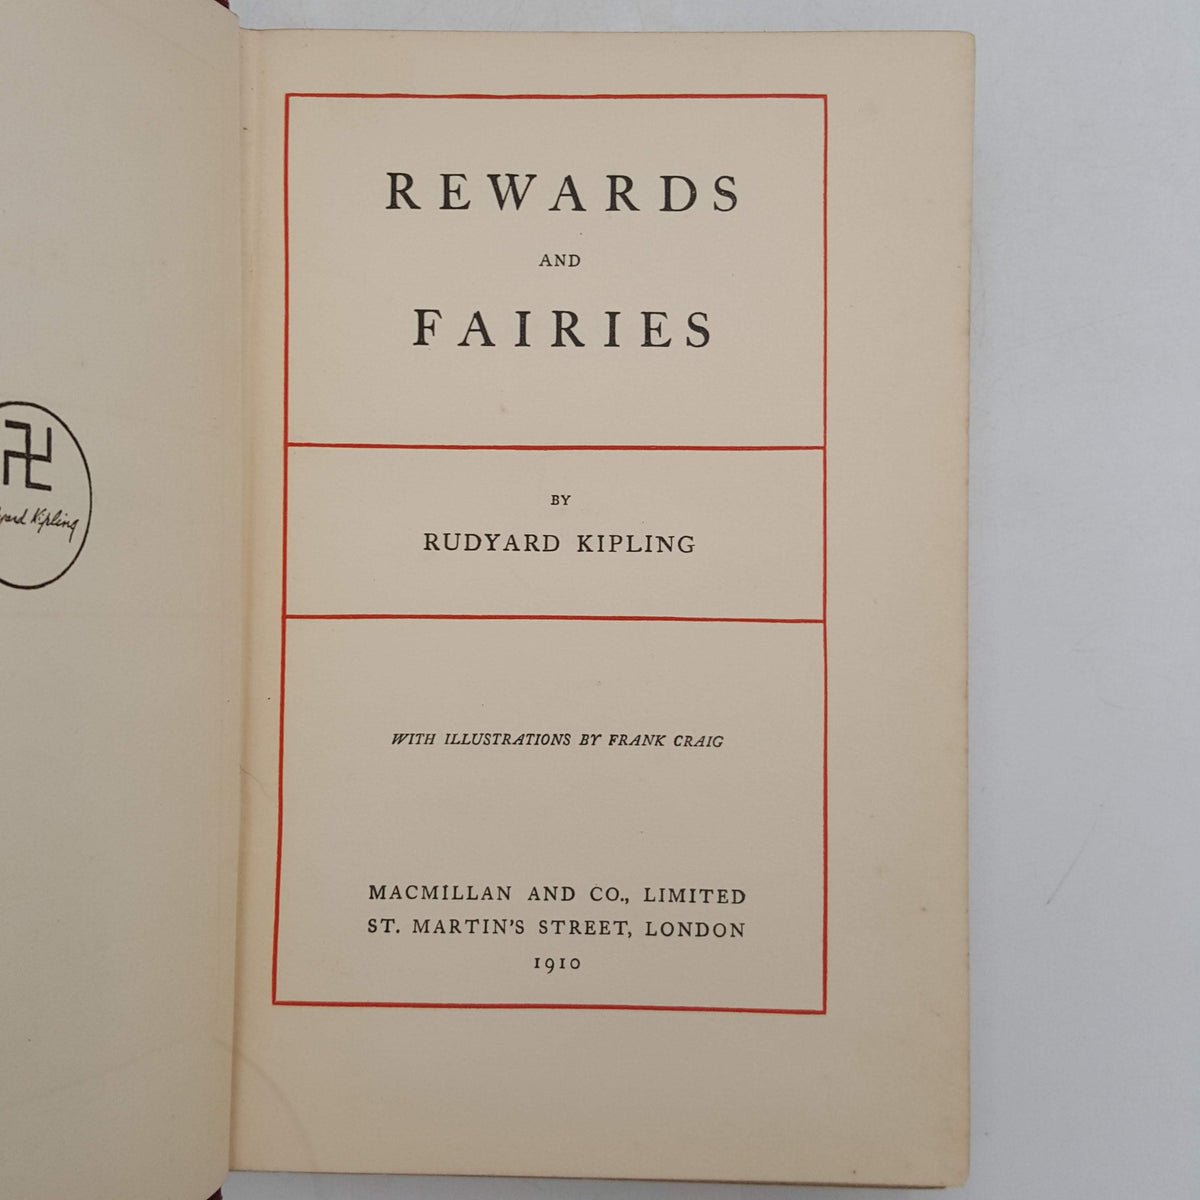 Kipling
REWARDS
AND
FAIRIES
BY
RUDYARD KIPLING
WITH ILLUSTRATIONS BY FRANK CRAIG
MACMILLAN AND CO., LIMITED
ST. MARTIN'S STREET, LONDON
1910